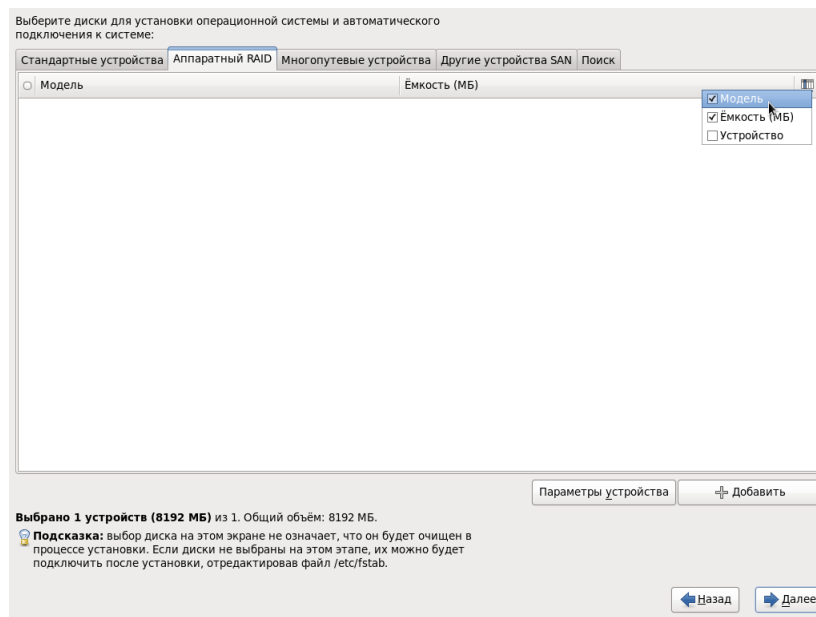 Выберите диски для установки операционной системы и автоматического
подключения к системе:
Стандартные устройства Аппаратный RAID Многопутевые устройства Другие устройства SAN Поиск
Модель Ёмкость (МБ)
Модель
Ёмкость (МБ)
Устройство
Параметры устройства Добавить
Выбрано 1 устройств (8192 МБ) из 1. Общий объём: 8192 МБ.
Подсказка: выбор диска на этом экране не означает, что он будет очищен в
процессе установки. Если диски не выбраны на этом этапе, их можно будет
подключить после установки, отредактировав файл /etc/fstab.
Назад Далее